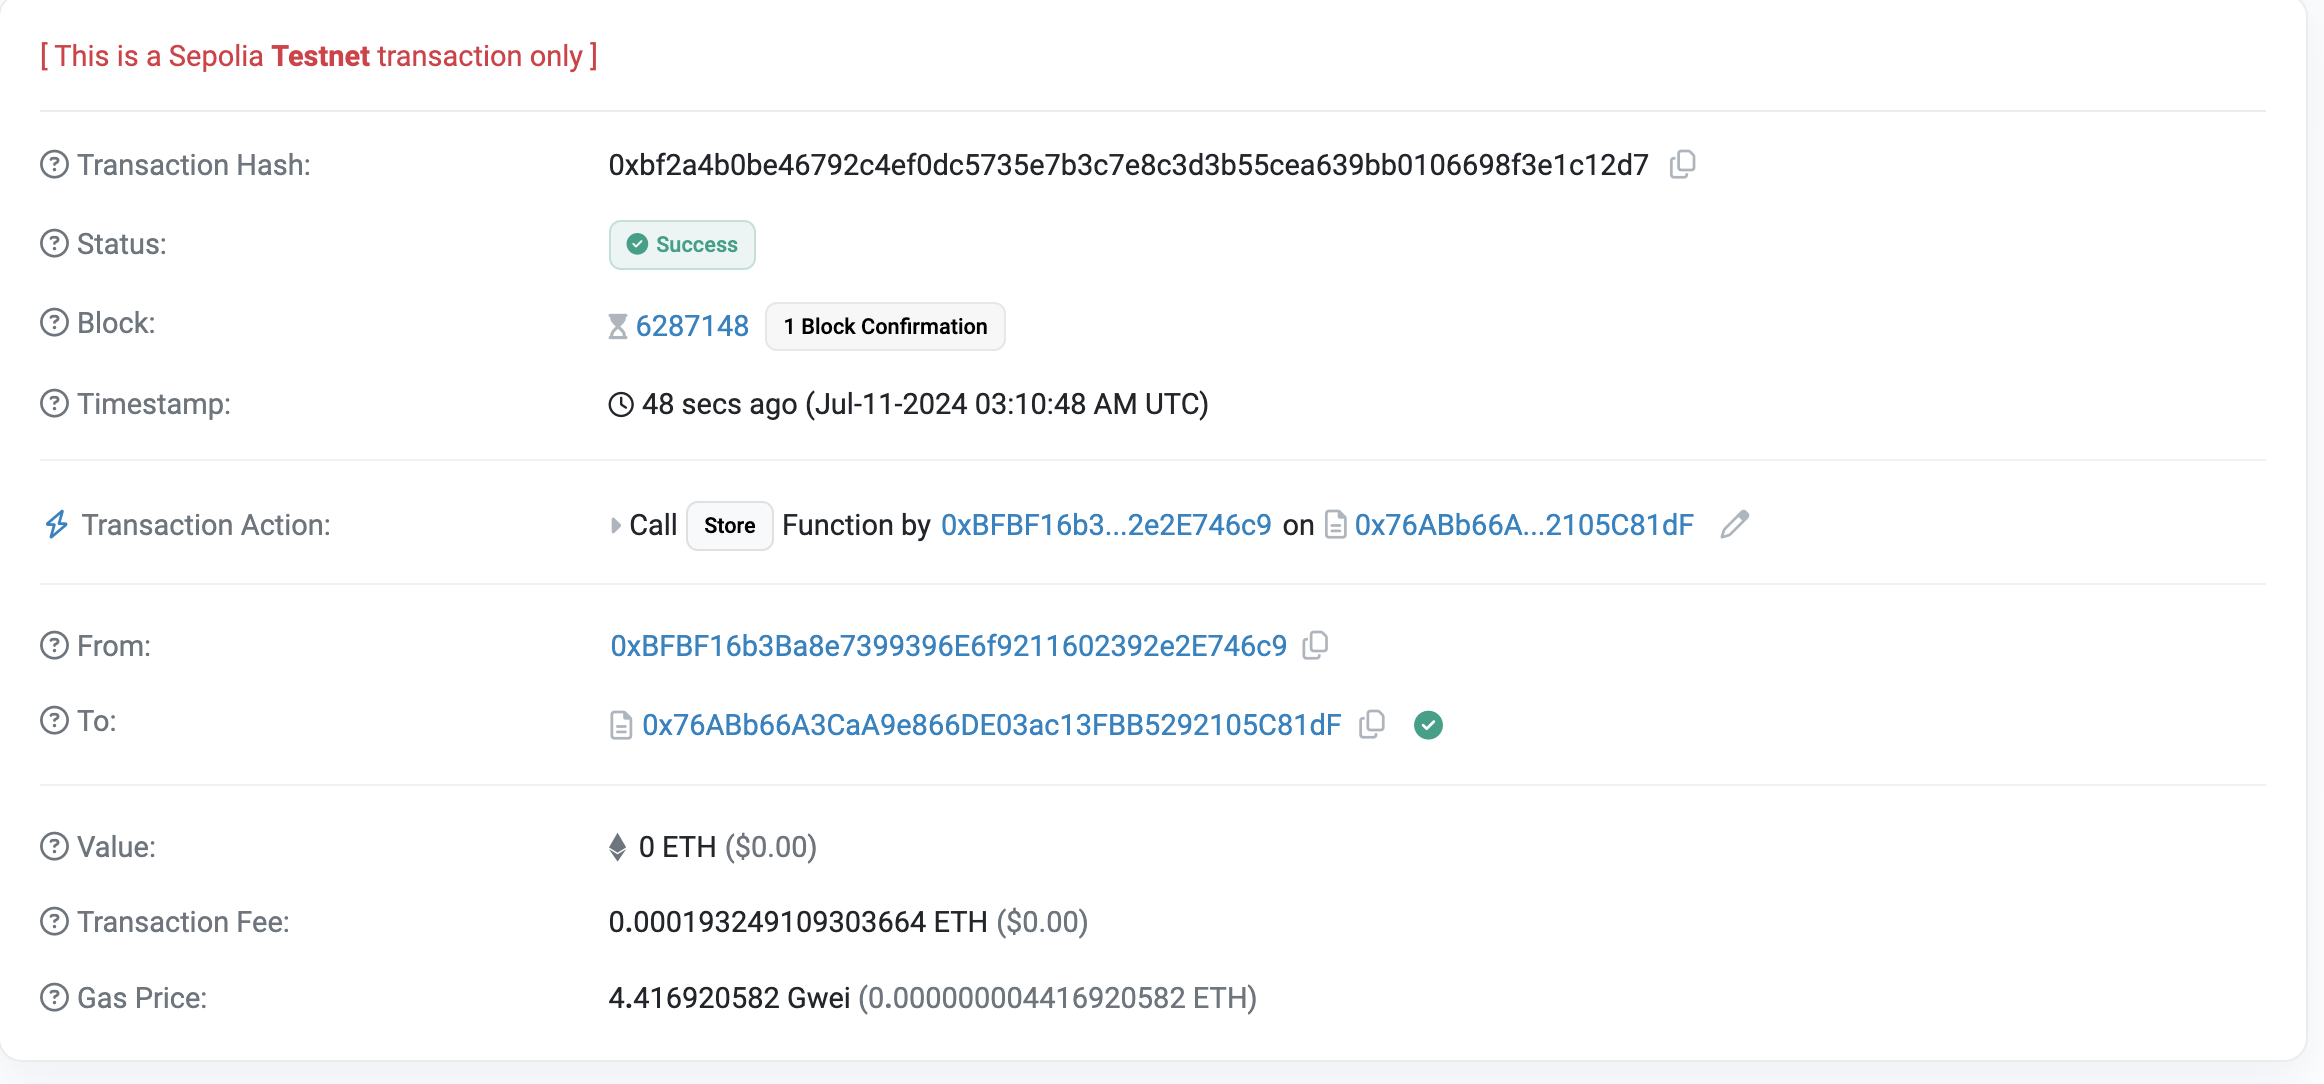 [ This is a Sepolia Testnet transaction only ]
Transaction Hash: 0xbf2a4b0be46792c4ef0dc5735e7b3c7e8c3d3b55cea639bb0106698f3e1c12d7
Status: Success
Block: 6287148 1 Block Confirmation
Timestamp: 48 secs ago (Jul-11-2024 03:10:48 AM UTC)
Transaction Action: Call Store Function by 0xBFBF16b3...2e2E746c9 on 0x76ABb66A...2105C81dF
From: 0xBFBF16b3Ba8e7399396E6f9211602392e2E746c9
To: 0x76ABb66A3CaA9e866DE03ac13FBB5292105C81dF
Value: 0 ETH ($0.00)
Transaction Fee: 0.000193249109303664 ETH ($0.00)
Gas Price: 4.416920582 Gwei (0.000000004416920582 ETH)